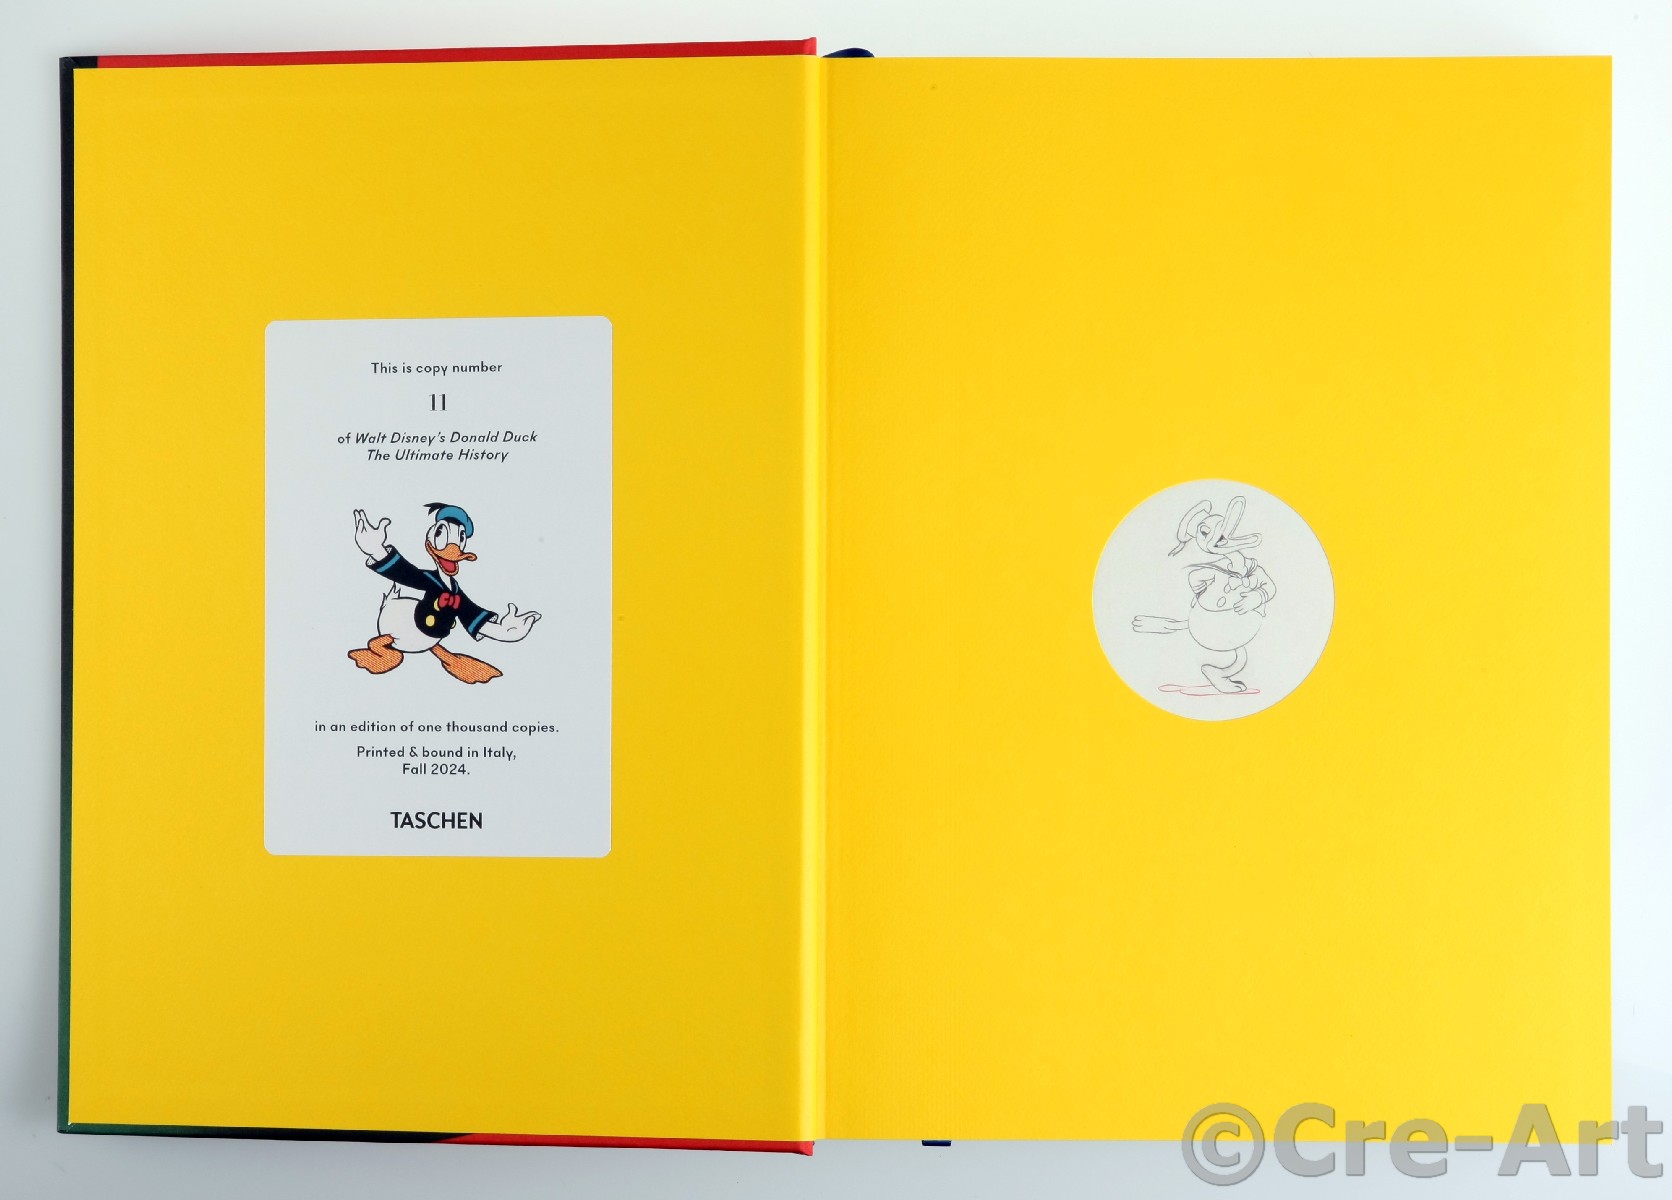 This is copy number
11
of Walt Disney's Donald Duck
The Ultimate History
in an edition of one thousand copies.
Printed & bound in Italy,
Fall 2024.
TASCHEN
©Cre-Art